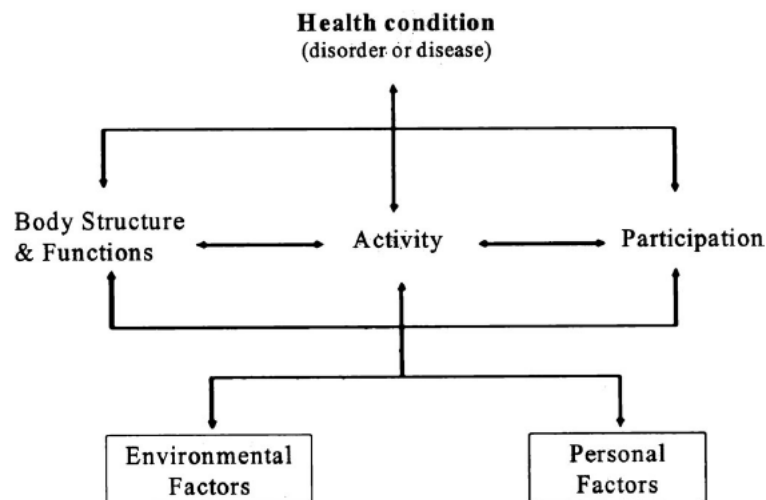 Health condition
(disorder or disease)
Body Structure
& Functions
Activity
Participation
Environmental
Factors
Personal
Factors